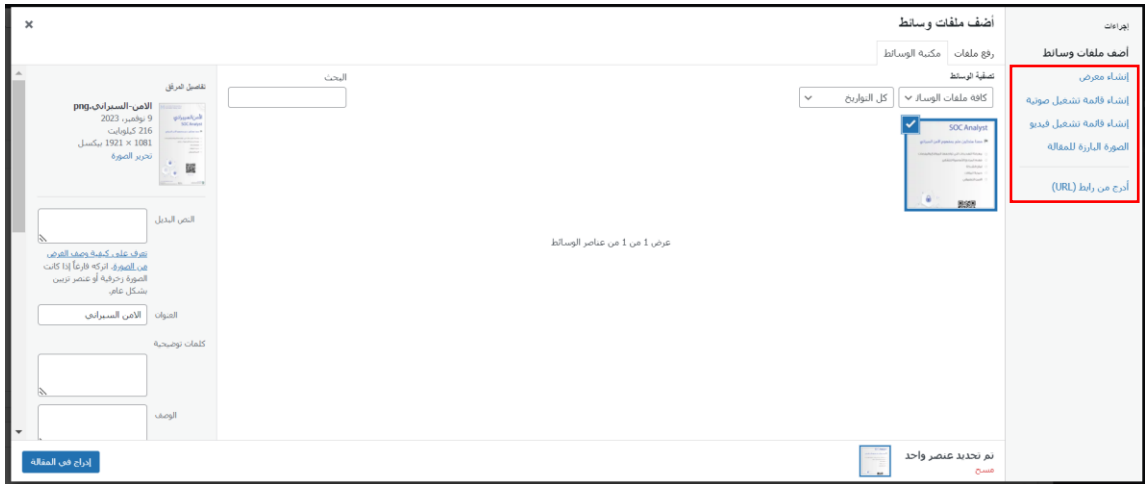 إجراءات
أضف ملفات وسائط
إنشاء معرض
إنشاء قائمة تشغيل صوتية
إنشاء قائمة تشغيل فيديو
الصورة البارزة للمقالة
أدرج من رابط (URL)
أضف ملفات وسائط
رفع ملفات
مكتبة الوسائط
تصفية الوسائط
كافة ملفات الوسائ
كل التواريخ
البحث
SOC Analyst
عرض 1 من 1 من عناصر الوسائط
تفاصيل المرفق
الامن-السيبراني.png
9 نوفمبر، 2023
216 كيلوبايت
1081 × 1921 بيكسل
تحرير الصورة
النص البديل
تعرف على كيفية وصف الغرض
من الصورة. اتركه فارغاً إذا كانت
الصورة زخرفية أو عنصر تزيين
بشكل عام.
العنوان
الامن السيبراني
كلمات توضيحية
الوصف
تم تحديد عنصر واحد
مسح
إدراج في المقالة